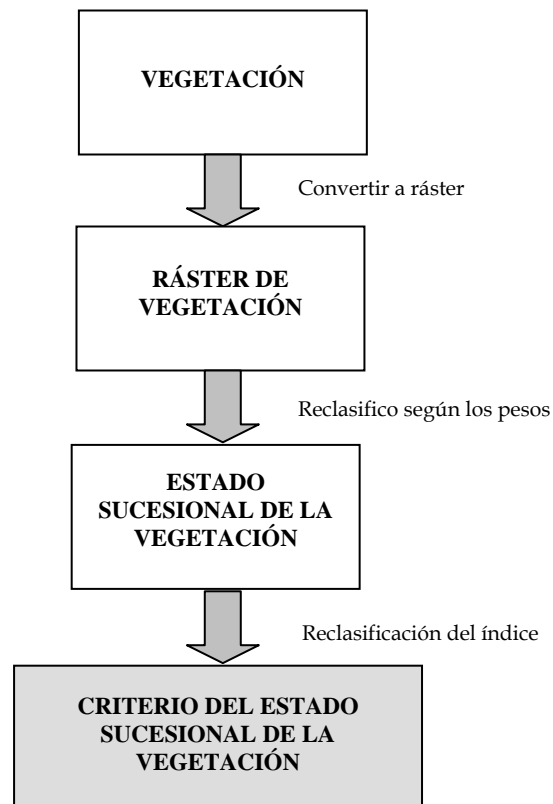 VEGETACIÓN
Convertir a ráster
RÁSTER DE
VEGETACIÓN
Reclasifico según los pesos
ESTADO
SUCESIONAL DE LA
VEGETACIÓN
Reclasificación del índice
CRITERIO DEL ESTADO
SUCESIONAL DE LA
VEGETACIÓN